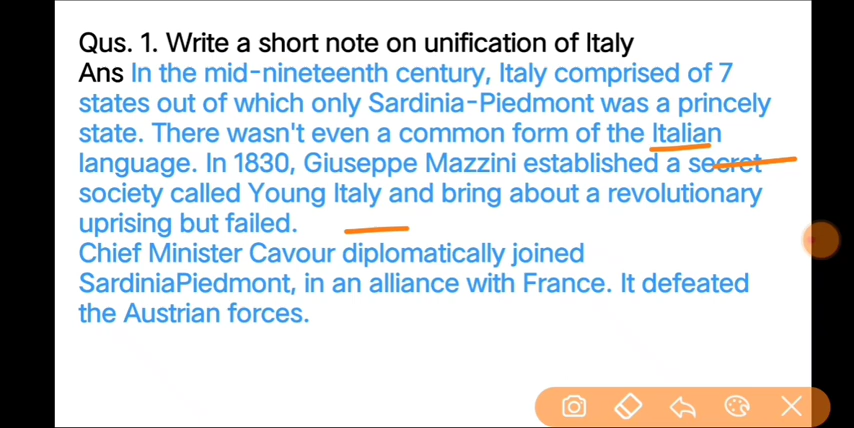 Qus. 1. Write a short note on unification of Italy
Ans In the mid-nineteenth century, Italy comprised of 7
states out of which only Sardinia-Piedmont was a princely
state. There wasn't even a common form of the Italian
language. In 1830, Giuseppe Mazzini established a secret
society called Young Italy and bring about a revolutionary
uprising but failed.
Chief Minister Cavour diplomatically joined
SardiniaPiedmont, in an alliance with France. It defeated
the Austrian forces.